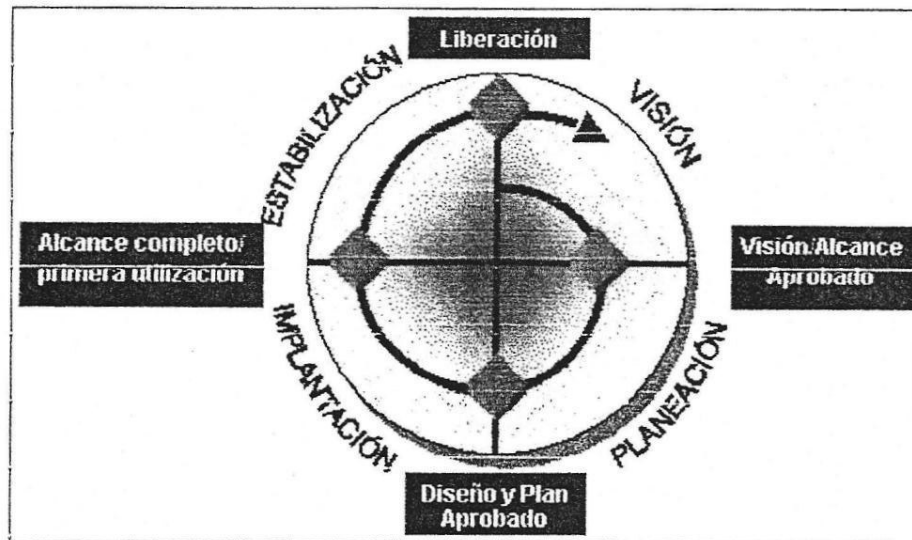 Liberación
ESTABILIZACIÓN
VISIÓN
Alcance completo/
primera utilización
Visión/Alcance
Aprobado
IMPLANTACIÓN
PLANEACIÓN
Diseño y Plan
Aprobado